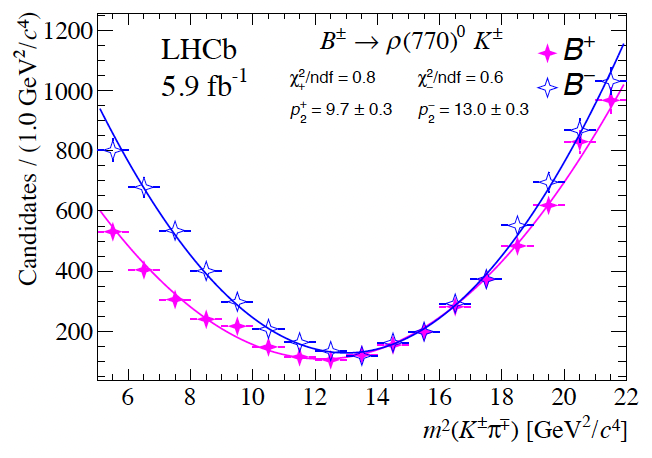 Candidates / (1.0 GeV²/c⁴)
1200
1000
800
600
400
200
LHCb
5.9 fb⁻¹
B± → ρ(770)⁰ K±
χ²₊/ndf = 0.8 χ²₋/ndf = 0.6
p₂⁺ = 9.7 ± 0.3 p₂⁻ = 13.0 ± 0.3
B⁺
B⁻
6 8 10 12 14 16 18 20 22
m²(K±π∓) [GeV²/c⁴]